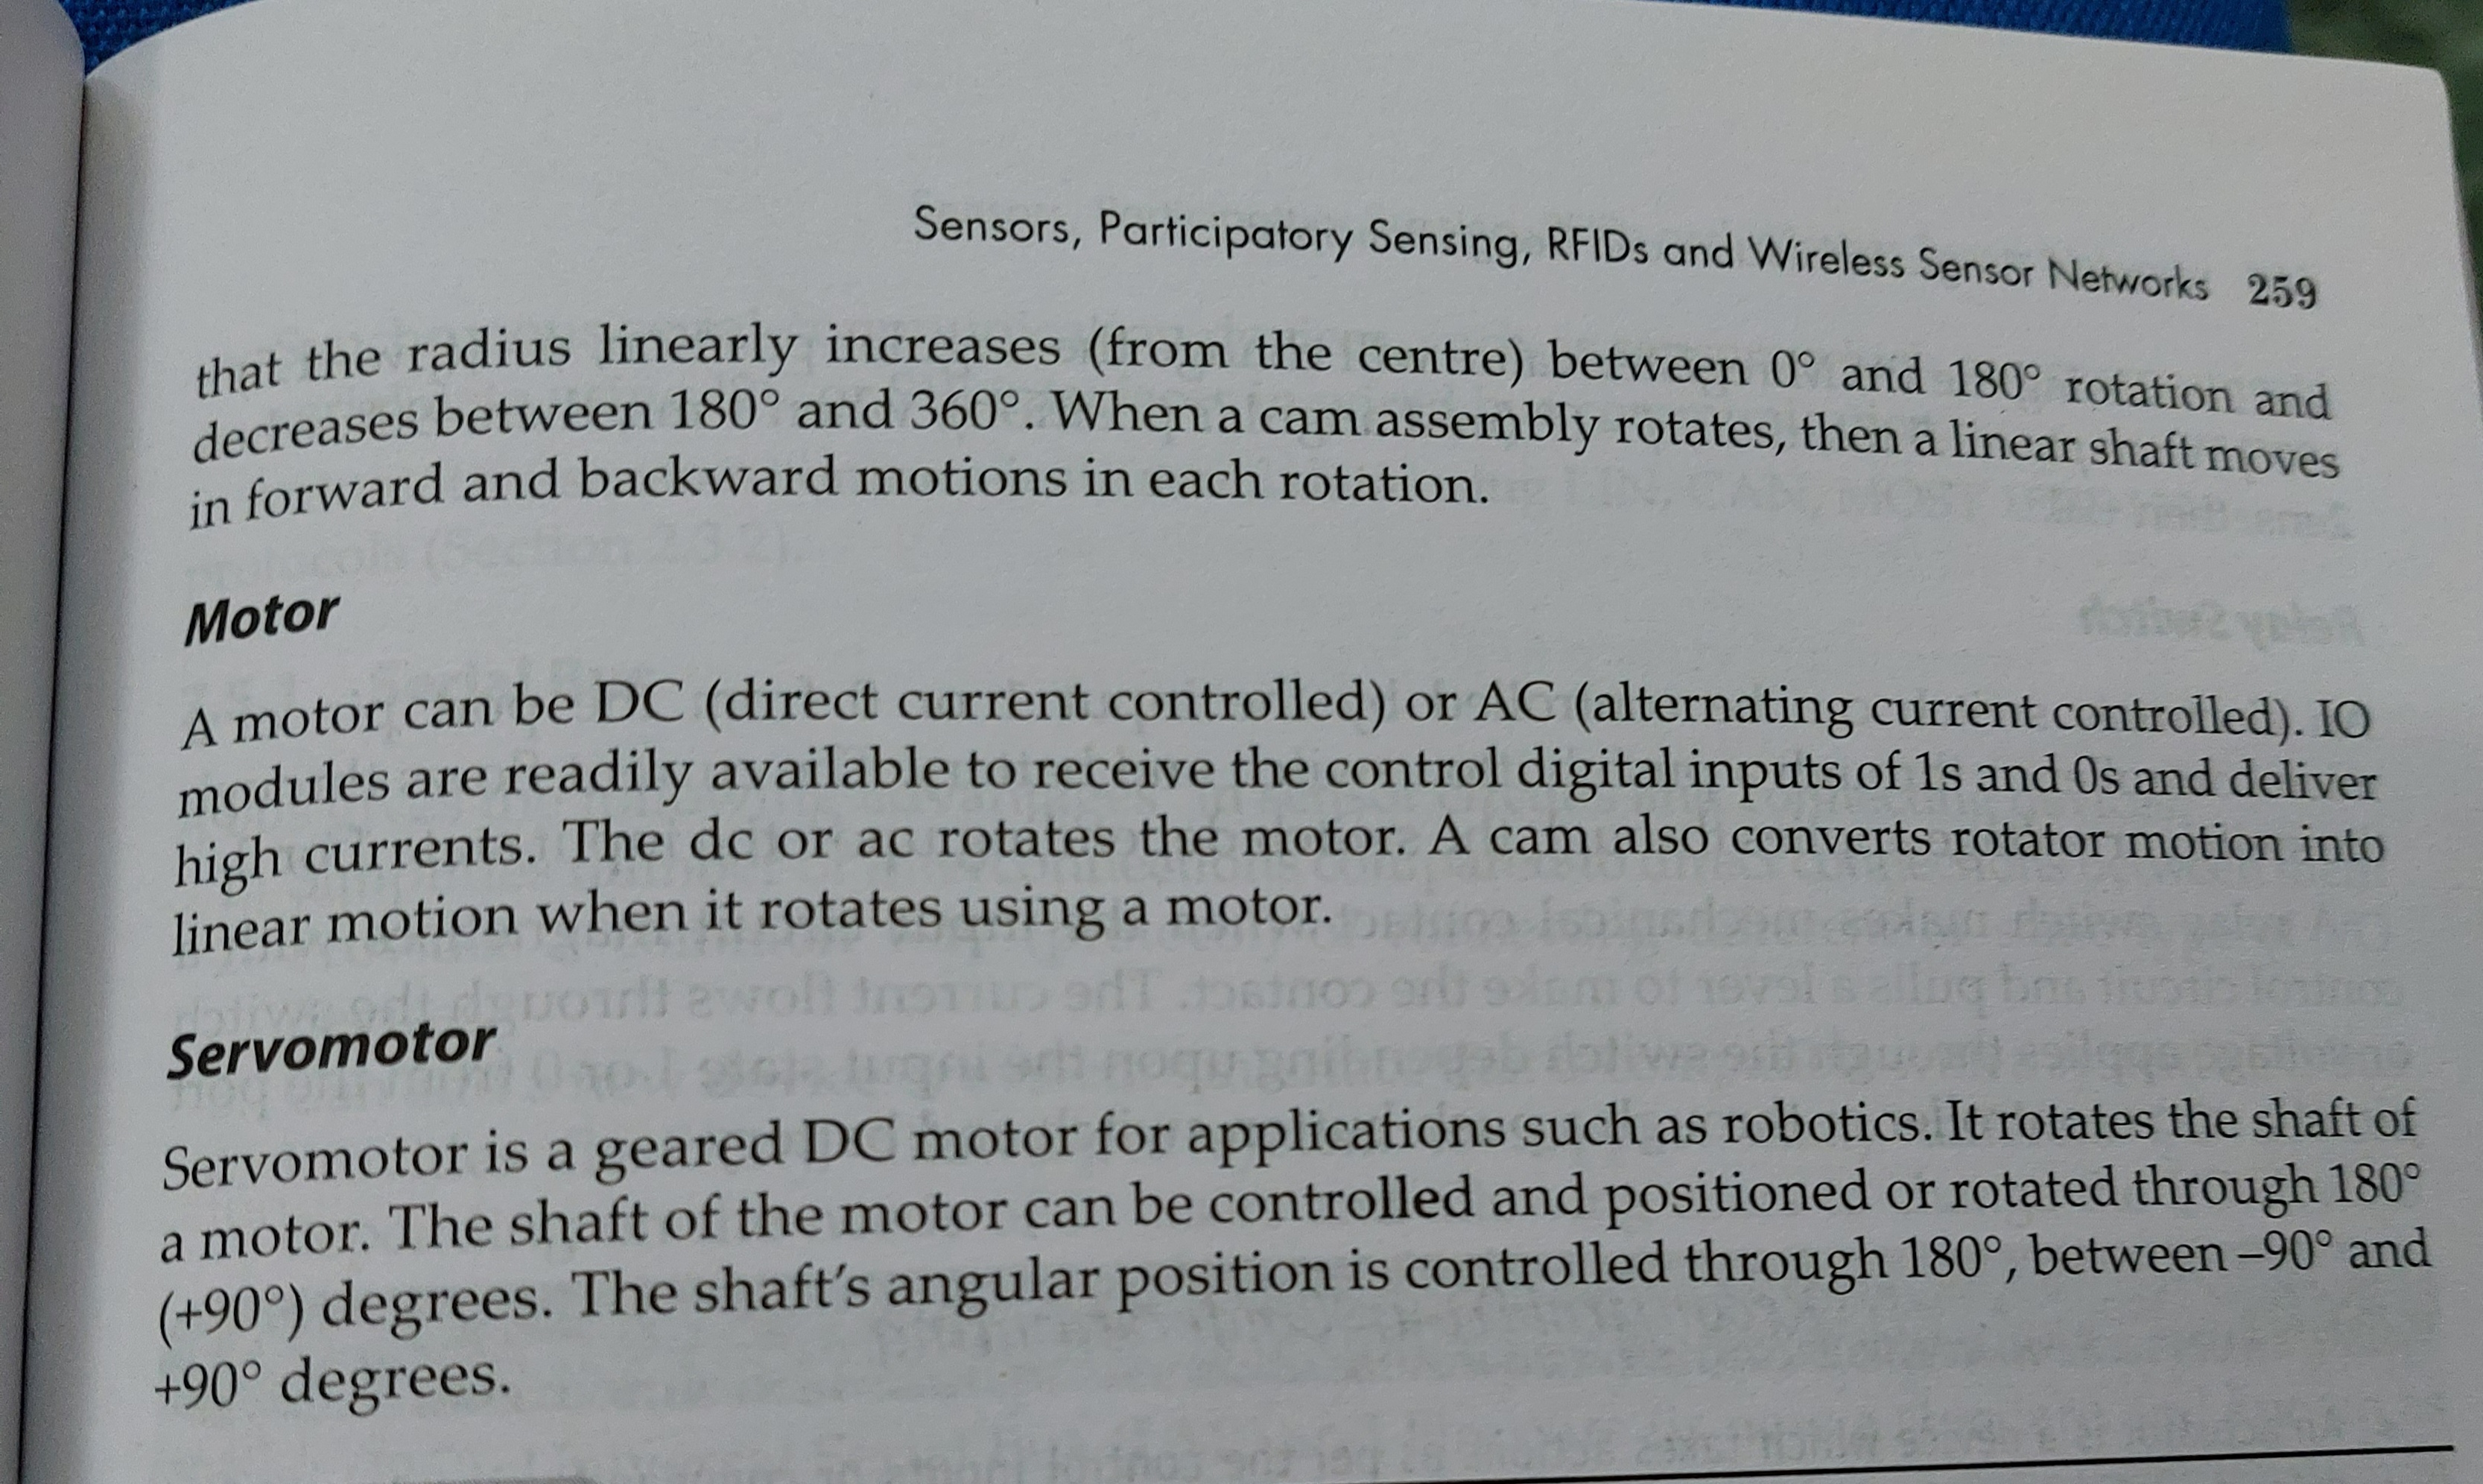 Sensors, Participatory Sensing, RFIDs and Wireless Sensor Networks 259
that the radius linearly increases (from the centre) between 0° and 180° rotation and
decreases between 180° and 360°. When a cam assembly rotates, then a linear shaft moves
in forward and backward motions in each rotation.
Motor
A motor can be DC (direct current controlled) or AC (alternating current controlled). IO
modules are readily available to receive the control digital inputs of 1s and 0s and deliver
high currents. The dc or ac rotates the motor. A cam also converts rotator motion into
linear motion when it rotates using a motor.
Servomotor
Servomotor is a geared DC motor for applications such as robotics. It rotates the shaft of
a motor. The shaft of the motor can be controlled and positioned or rotated through 180°
(+90°) degrees. The shaft's angular position is controlled through 180°, between –90° and
+90° degrees.